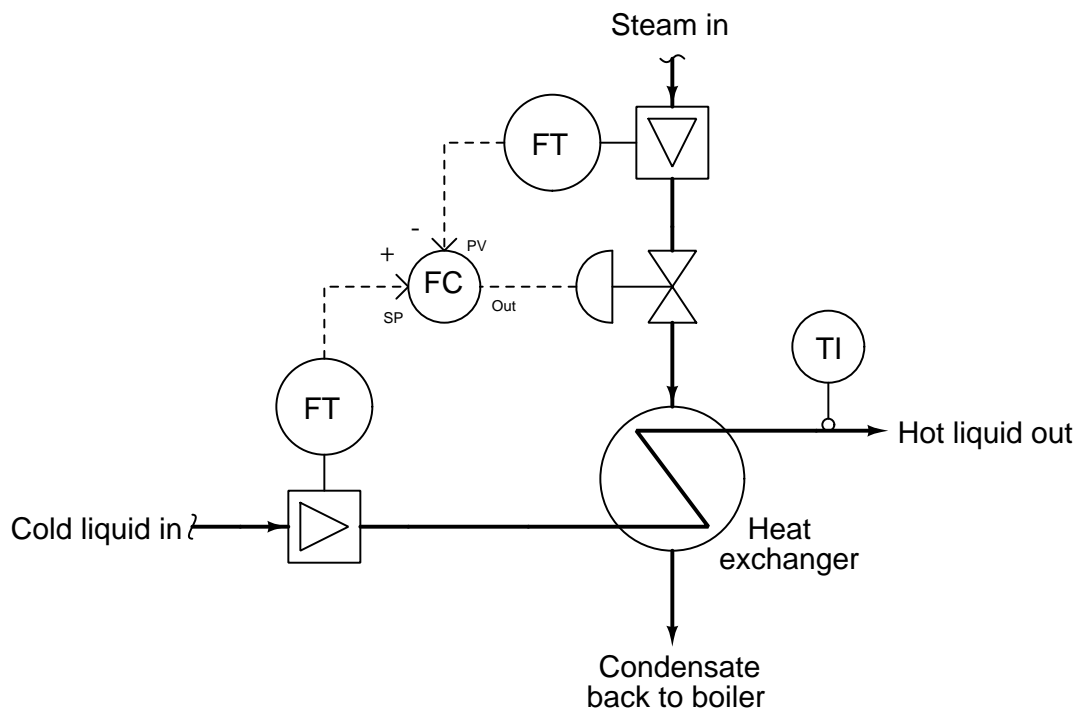 Steam in
FT
-
PV
+
FC
SP
Out
TI
FT
Hot liquid out
Cold liquid in
Heat
exchanger
Condensate
back to boiler